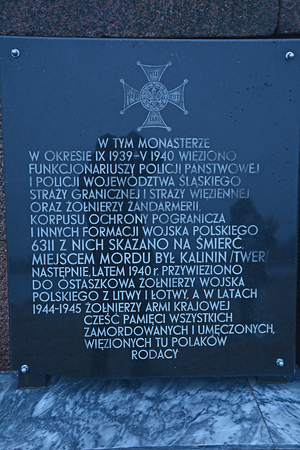 W TYM MONASTERZE
W OKRESIE IX 1939-V 1940 WIĘZIONO
FUNKCJONARIUSZY POLICJI PAŃSTWOWEJ
I POLICJI WOJEWÓDZTWA ŚLĄSKIEGO
STRAŻY GRANICZNEJ I STRAŻY WIĘZIENNEJ
ORAZ ŻOŁNIERZY ŻANDARMERII,
KORPUSU OCHRONY POGRANICZA
I INNYCH FORMACJI WOJSKA POLSKIEGO
6311 Z NICH SKAZANO NA ŚMIERĆ,
MIEJSCEM MORDU BYŁ KALININ /TWER/
NASTĘPNIE, LATEM 1940 r. PRZYWIEZIONO
DO OSTASZKOWA ŻOŁNIERZY WOJSKA
POLSKIEGO Z LITWY I ŁOTWY, A W LATACH
1944-1945 ŻOŁNIERZY ARMI KRAJOWEJ
CZEŚĆ PAMIĘCI WSZYSTKICH
ZAMORDOWANYCH I UMĘCZONYCH,
WIĘZIONYCH TU POLAKÓW
RODACY